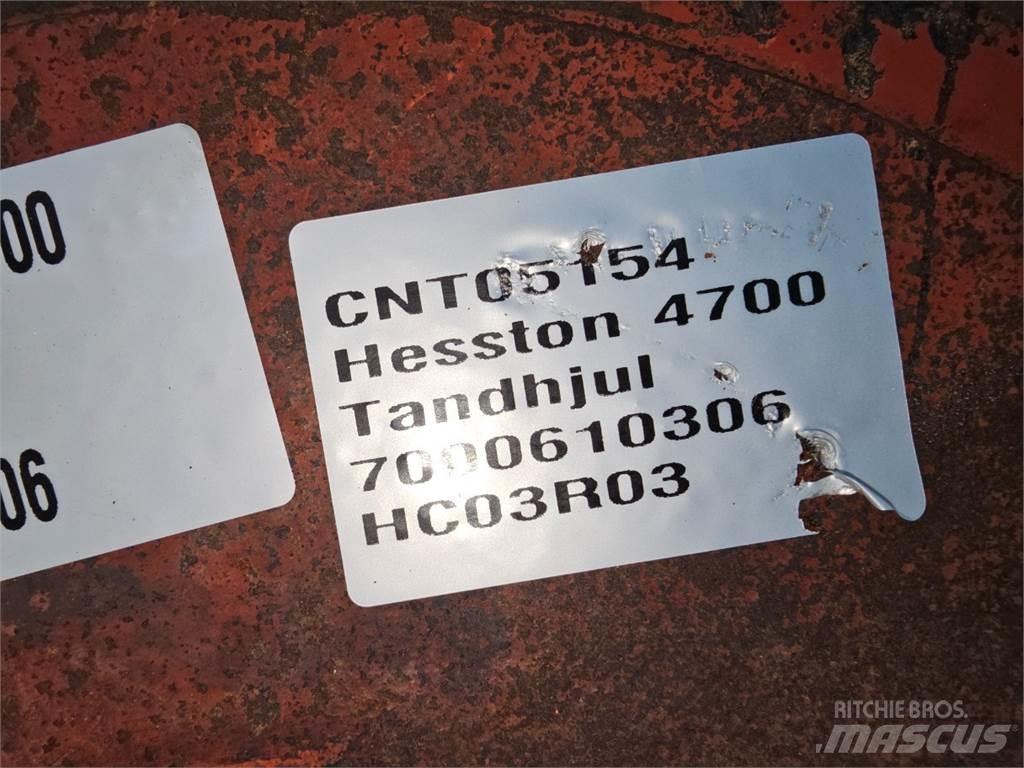 00
06
CNT05154
Hesston 4700
Tandhjul
7000610306
HC03R03
RITCHIE BROS.
MASCUS